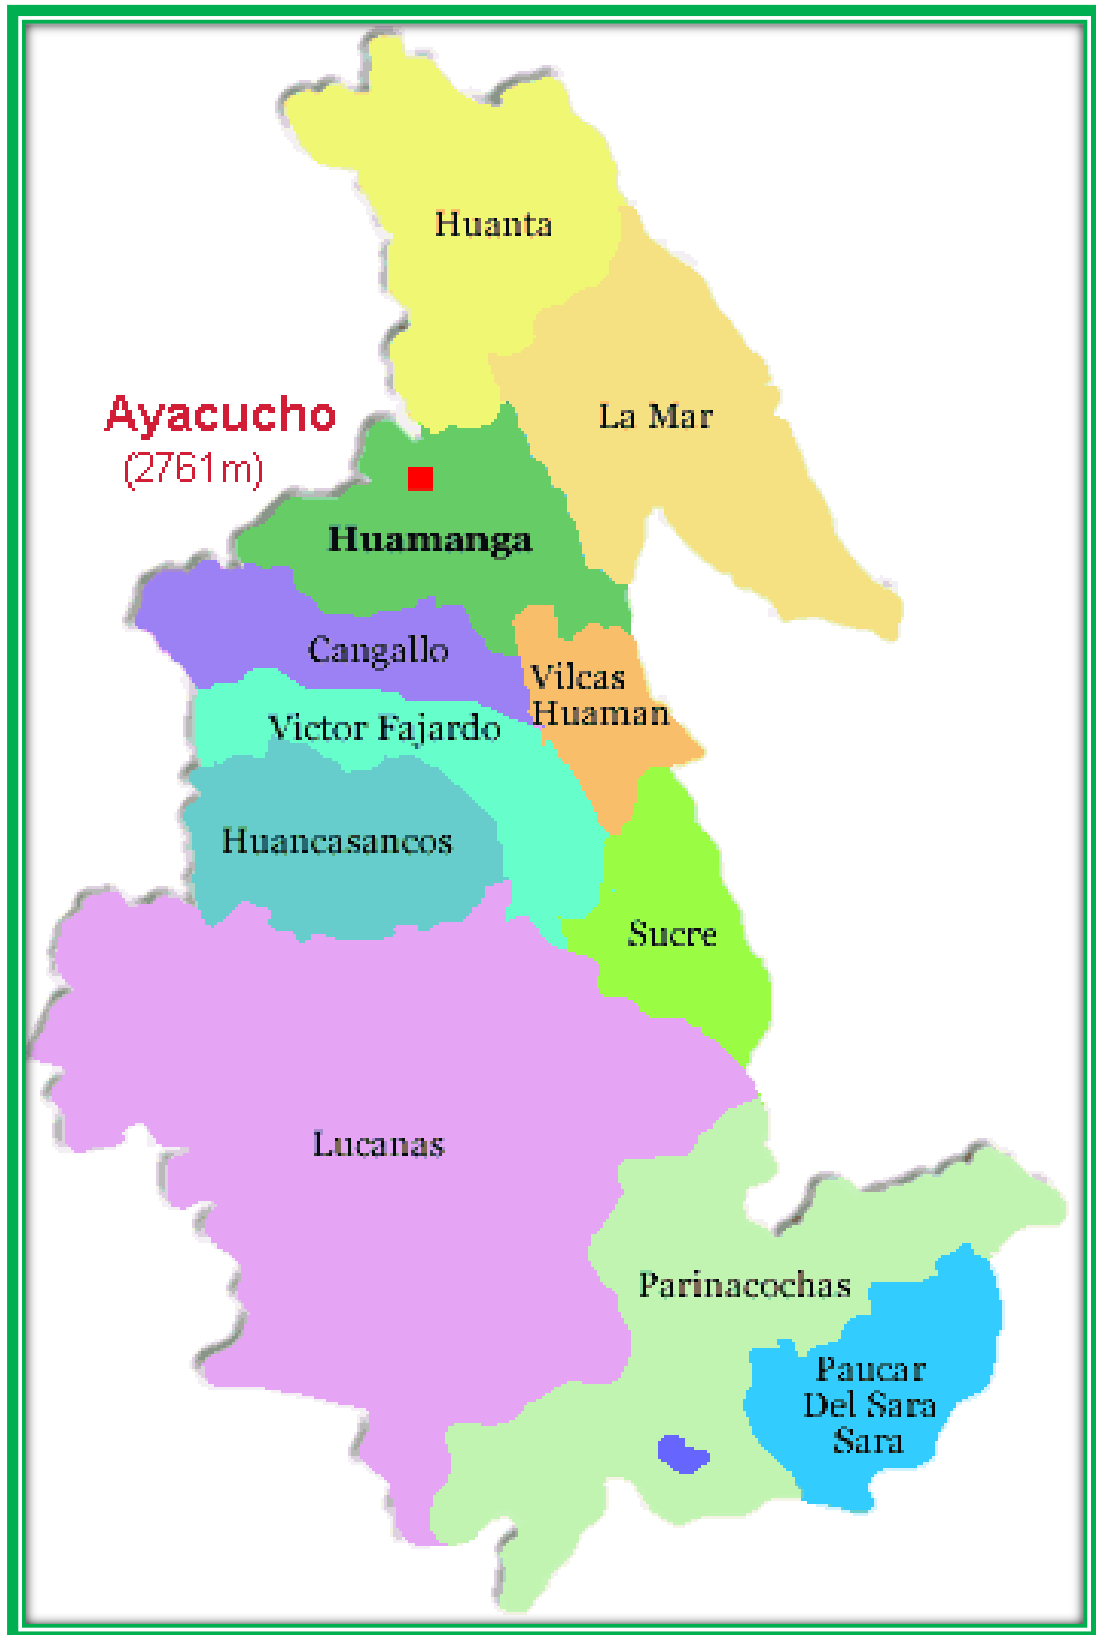 Huanta
La Mar
Ayacucho
(2761m)
Huamanga
Cangallo
Vilcas
Huaman
Victor Fajardo
Huancasancos
Sucre
Lucanas
Parinacochas
Paucar
Del Sara
Sara